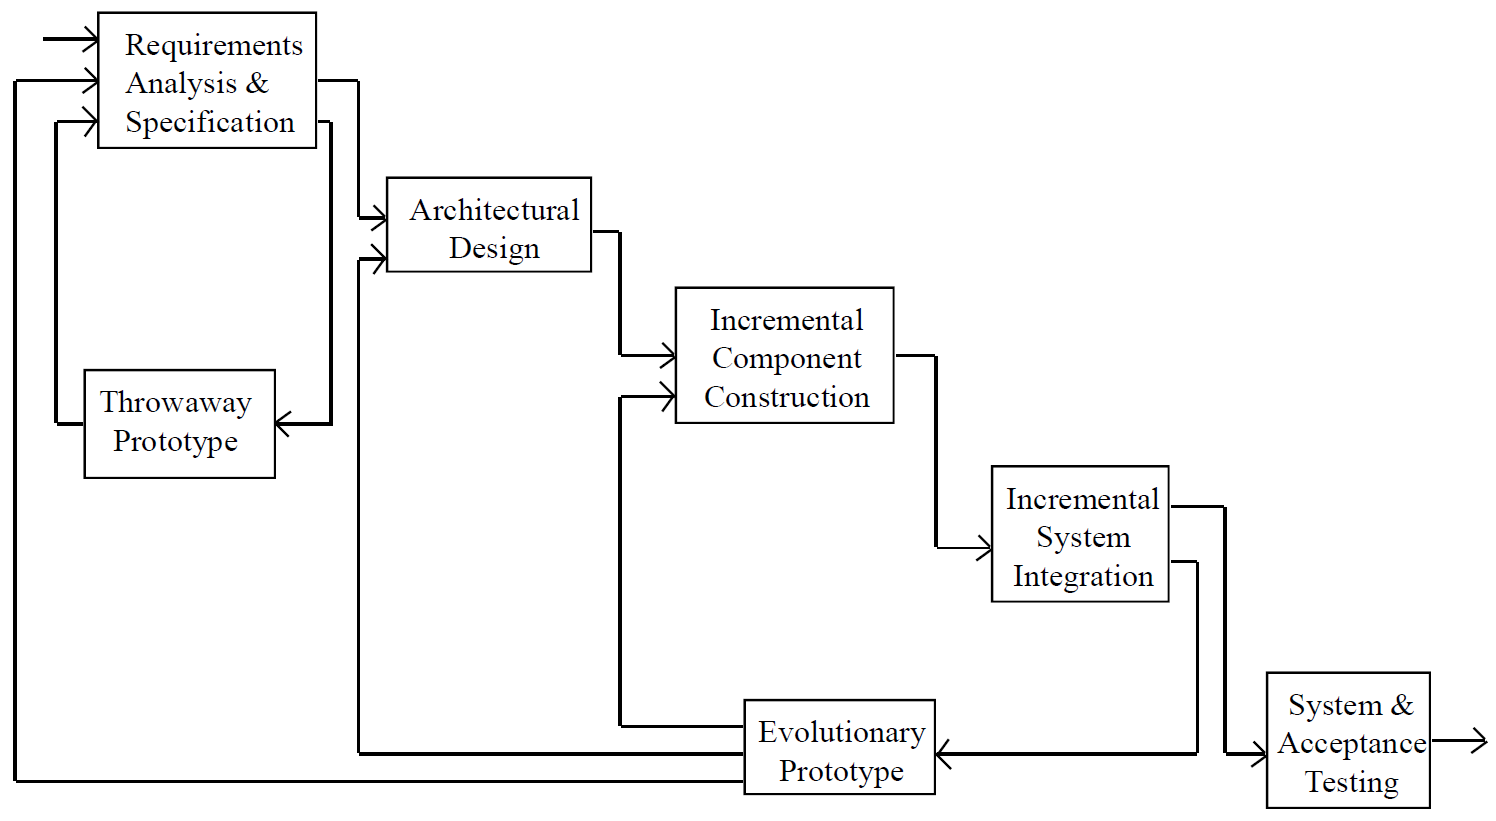 Requirements
Analysis &
Specification
Architectural
Design
Incremental
Component
Construction
Throwaway
Prototype
Incremental
System
Integration
Evolutionary
Prototype
System &
Acceptance
Testing